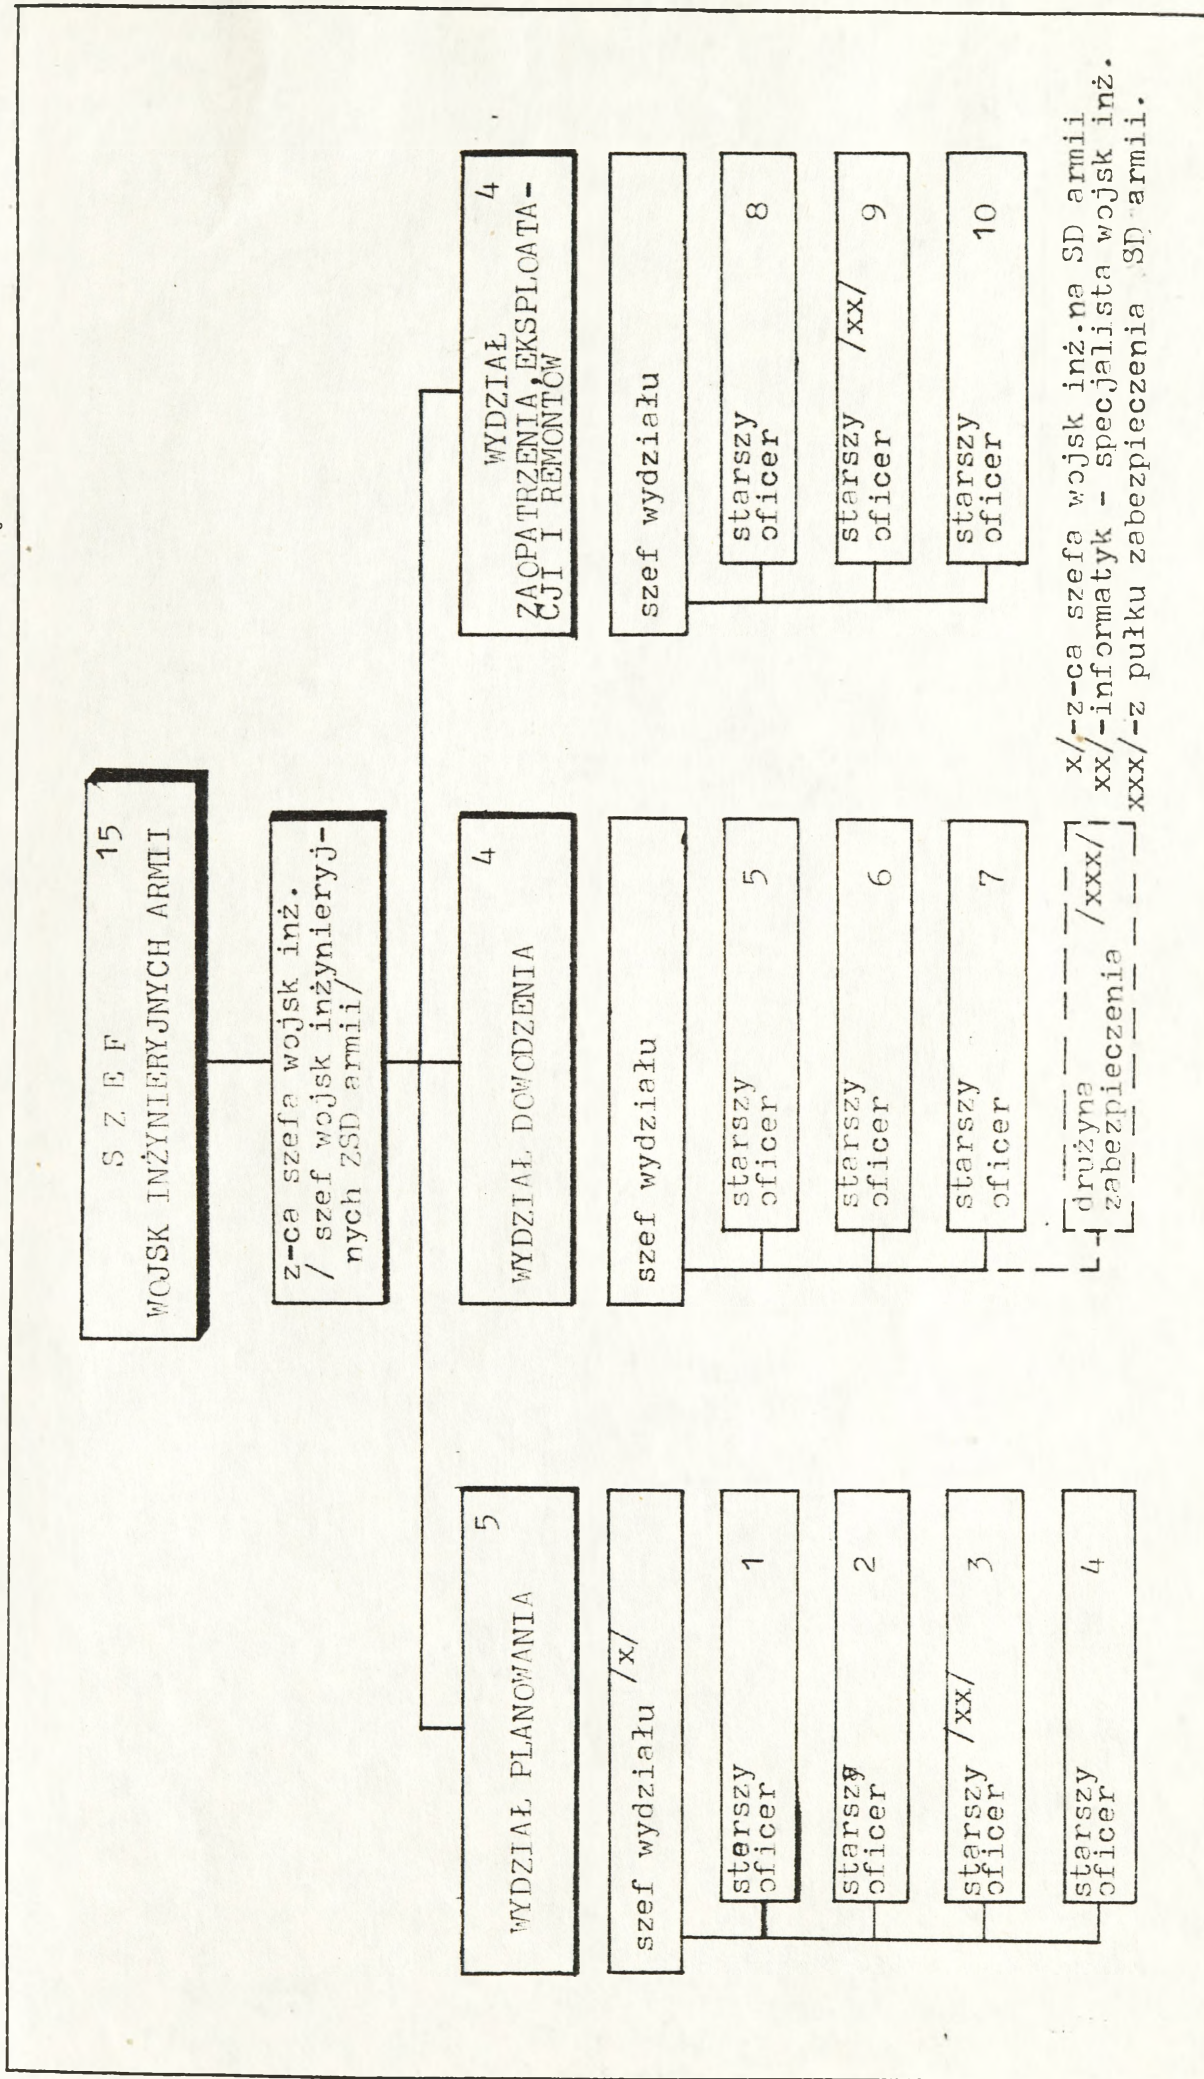 S Z E F 15
WOJSK INŻYNIERYJNYCH ARMII
z-ca szefa wojsk inż.
/ szef wojsk inżynieryj-
nych ZSD armii/
WYDZIAŁ PLANOWANIA 5
szef wydziału /x/
starszy
oficer 1
starszy
oficer 2
starszy /xx/
oficer 3
starszy
oficer 4
WYDZIAŁ DOWODZENIA 4
szef wydziału
starszy
oficer 5
starszy
oficer 6
starszy
oficer 7
drużyna
zabezpieczenia /xxx/
WYDZIAŁ 4
ZAOPATRZENIA,EKSPLOATA-
CJI I REMONTÓW
szef wydziału
starszy
oficer 8
starszy /xx/
oficer 9
starszy
oficer 10
x/-z-ca szefa wojsk inż.na SD armii
xx/-informatyk - specjalista wojsk inż.
xxx/-z pułku zabezpieczenia SD armii.